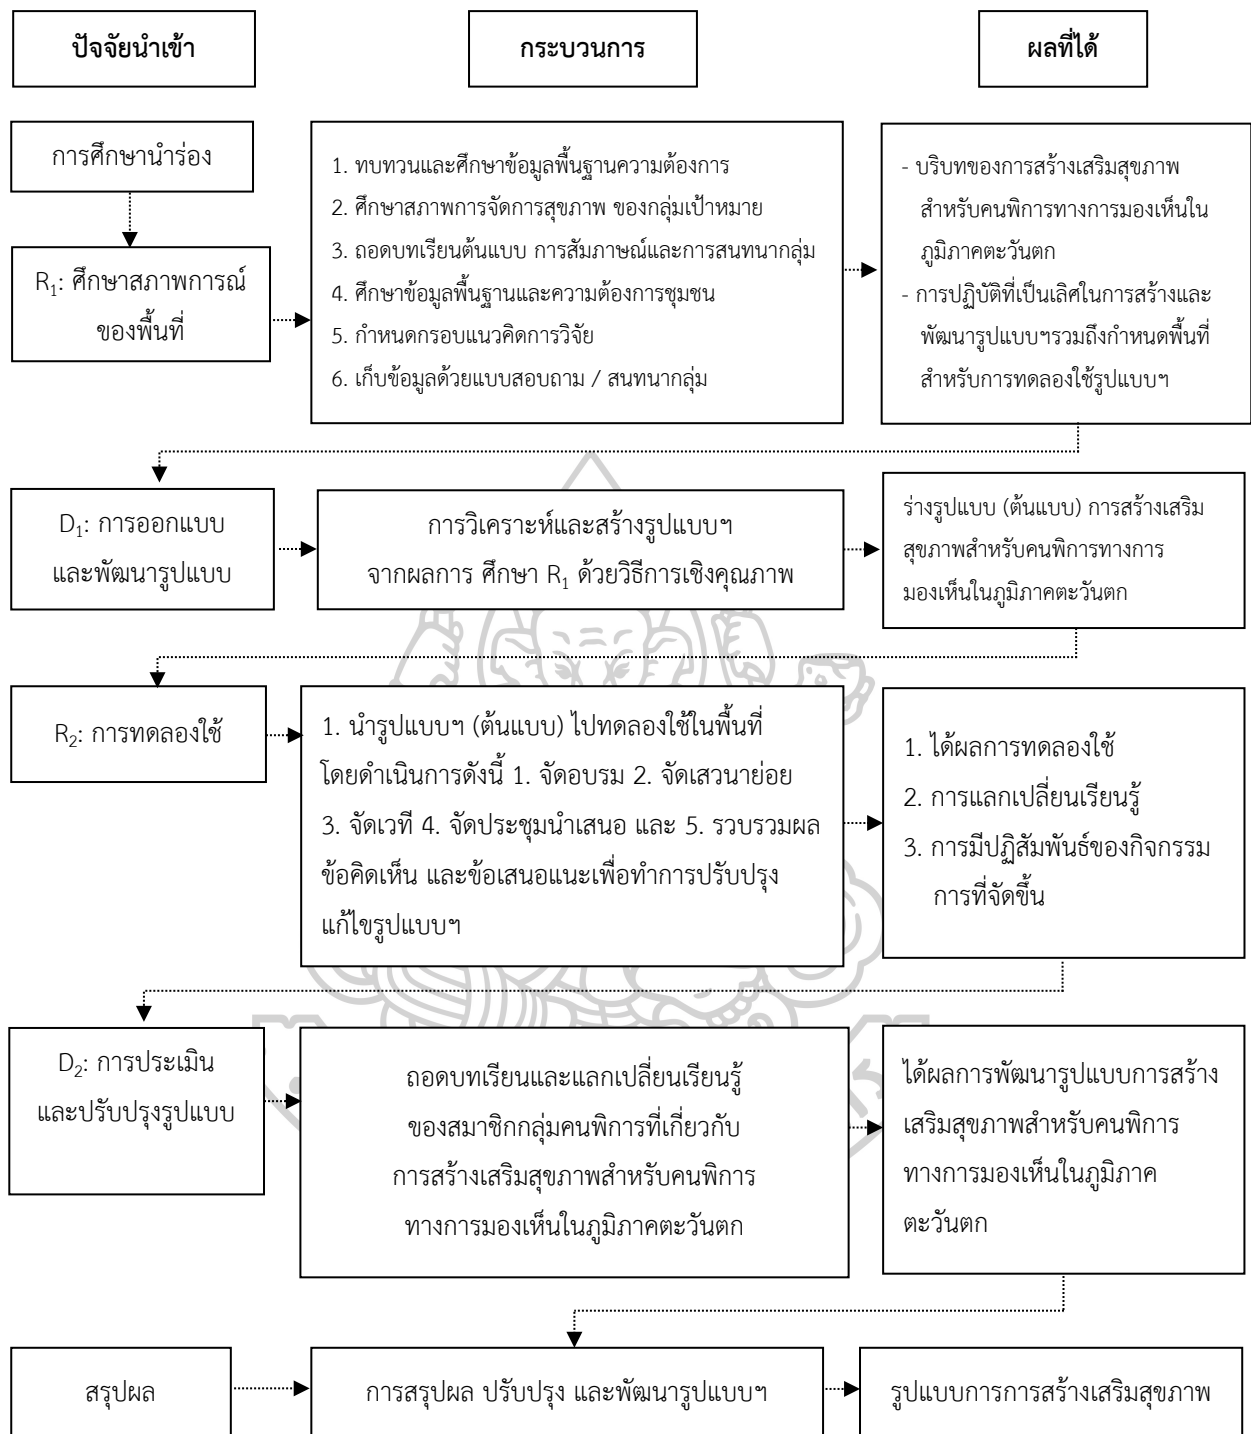 ปัจจัยนำเข้า
กระบวนการ
ผลที่ได้
การศึกษานำร่อง
R₁: ศึกษาสภาพการณ์
ของพื้นที่
1. ทบทวนและศึกษาข้อมูลพื้นฐานความต้องการ
2. ศึกษาสภาพการจัดการสุขภาพ ของกลุ่มเป้าหมาย
3. ถอดบทเรียนต้นแบบ การสัมภาษณ์และการสนทนากลุ่ม
4. ศึกษาข้อมูลพื้นฐานและความต้องการชุมชน
5. กำหนดกรอบแนวคิดการวิจัย
6. เก็บข้อมูลด้วยแบบสอบถาม / สนทนากลุ่ม
- บริบทของการสร้างเสริมสุขภาพ
สำหรับคนพิการทางการมองเห็นใน
ภูมิภาคตะวันตก
- การปฏิบัติที่เป็นเลิศในการสร้างและ
พัฒนารูปแบบฯรวมถึงกำหนดพื้นที่
สำหรับการทดลองใช้รูปแบบฯ
D₁: การออกแบบ
และพัฒนารูปแบบ
การวิเคราะห์และสร้างรูปแบบฯ
จากผลการ ศึกษา R₁ ด้วยวิธีการเชิงคุณภาพ
ร่างรูปแบบ (ต้นแบบ) การสร้างเสริม
สุขภาพสำหรับคนพิการทางการ
มองเห็นในภูมิภาคตะวันตก
R₂: การทดลองใช้
1. นำรูปแบบฯ (ต้นแบบ) ไปทดลองใช้ในพื้นที่
โดยดำเนินการดังนี้ 1. จัดอบรม 2. จัดเสวนาย่อย
3. จัดเวที 4. จัดประชุมนำเสนอ และ 5. รวบรวมผล
ข้อคิดเห็น และข้อเสนอแนะเพื่อทำการปรับปรุง
แก้ไขรูปแบบฯ
1. ได้ผลการทดลองใช้
2. การแลกเปลี่ยนเรียนรู้
3. การมีปฏิสัมพันธ์ของกิจกรรม
การที่จัดขึ้น
D₂: การประเมิน
และปรับปรุงรูปแบบ
ถอดบทเรียนและแลกเปลี่ยนเรียนรู้
ของสมาชิกกลุ่มคนพิการที่เกี่ยวกับ
การสร้างเสริมสุขภาพสำหรับคนพิการ
ทางการมองเห็นในภูมิภาคตะวันตก
ได้ผลการพัฒนารูปแบบการสร้าง
เสริมสุขภาพสำหรับคนพิการ
ทางการมองเห็นในภูมิภาค
ตะวันตก
สรุปผล
การสรุปผล ปรับปรุง และพัฒนารูปแบบฯ
รูปแบบการการสร้างเสริมสุขภาพ